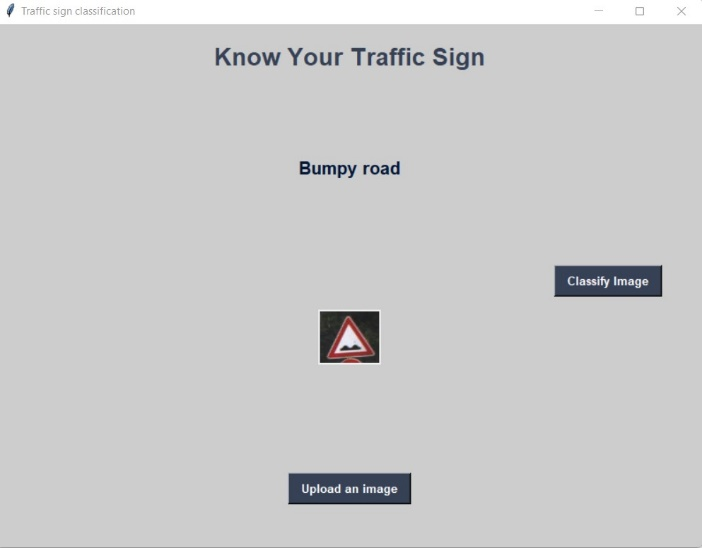 Traffic sign classification
Know Your Traffic Sign
Bumpy road
Classify Image
Upload an image